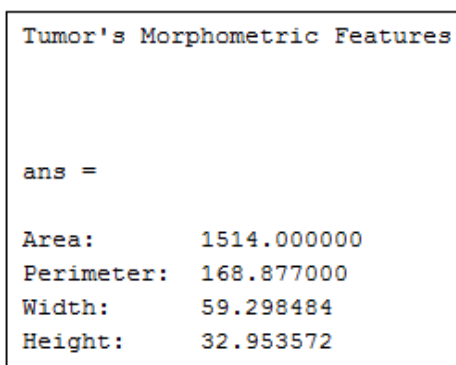 Tumor's Morphometric Features
ans =
Area: 1514.000000
Perimeter: 168.877000
Width: 59.298484
Height: 32.953572